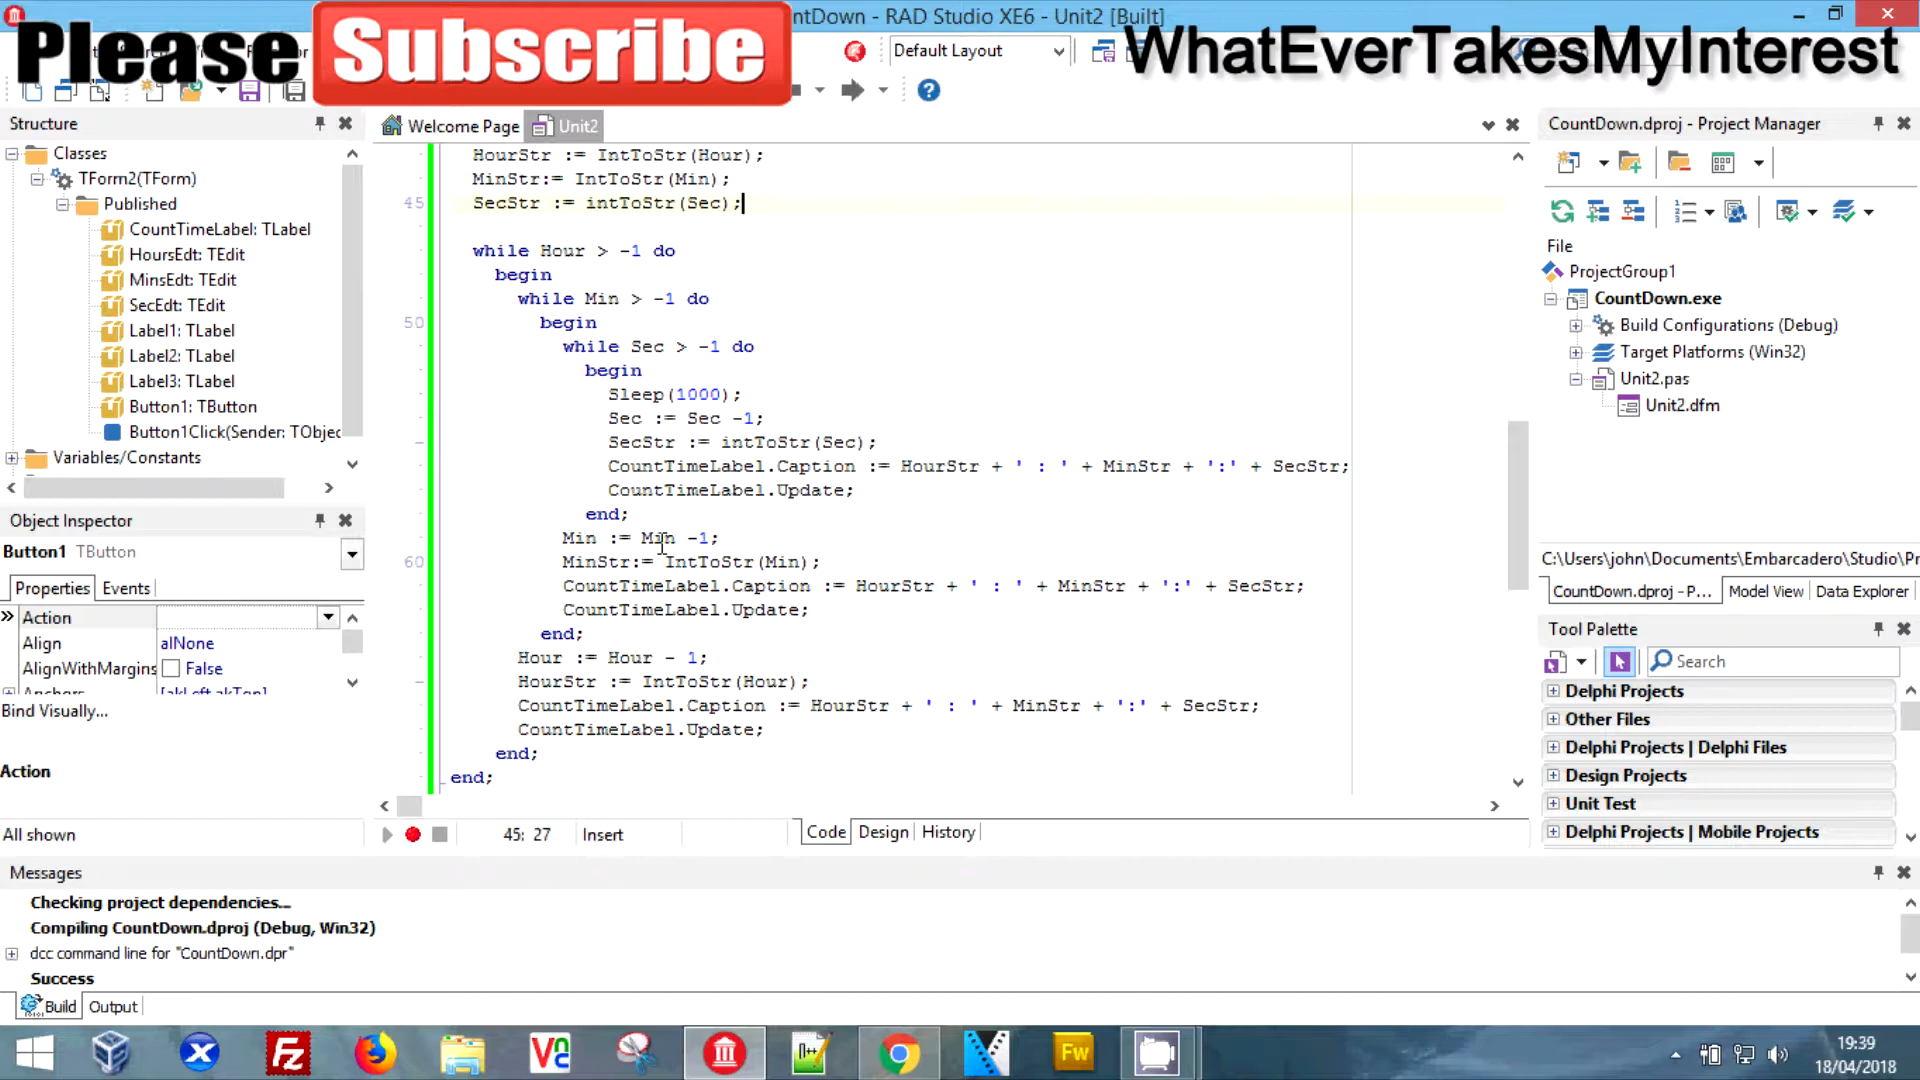 Please Subscribe
WhatEverTakesMyInterest
ntDown - RAD Studio XE6 - Unit2 [Built]
Default Layout
Structure
Classes
TForm2(TForm)
Published
CountTimeLabel: TLabel
HoursEdt: TEdit
MinsEdt: TEdit
SecEdt: TEdit
Label1: TLabel
Label2: TLabel
Label3: TLabel
Button1: TButton
Button1Click(Sender: TObjec
Variables/Constants
Object Inspector
Button1 TButton
Properties Events
Action
Align alNone
AlignWithMargins False
Anchors [akLeft,akTop]
Bind Visually...
Action
All shown
Welcome Page Unit2
HourStr := IntToStr(Hour);
MinStr:= IntToStr(Min);
45 SecStr := intToStr(Sec);
while Hour > -1 do
begin
while Min > -1 do
50 begin
while Sec > -1 do
begin
Sleep(1000);
Sec := Sec -1;
SecStr := intToStr(Sec);
CountTimeLabel.Caption := HourStr + ' : ' + MinStr + ':' + SecStr;
CountTimeLabel.Update;
end;
Min := Min -1;
60 MinStr:= IntToStr(Min);
CountTimeLabel.Caption := HourStr + ' : ' + MinStr + ':' + SecStr;
CountTimeLabel.Update;
end;
Hour := Hour - 1;
HourStr := IntToStr(Hour);
CountTimeLabel.Caption := HourStr + ' : ' + MinStr + ':' + SecStr;
CountTimeLabel.Update;
end;
end;
45: 27 Insert
Code Design History
CountDown.dproj - Project Manager
File
ProjectGroup1
CountDown.exe
Build Configurations (Debug)
Target Platforms (Win32)
Unit2.pas
Unit2.dfm
C:\Users\john\Documents\Embarcadero\Studio\Pr
CountDown.dproj - P... Model View Data Explorer
Tool Palette
Search
Delphi Projects
Other Files
Delphi Projects | Delphi Files
Design Projects
Unit Test
Delphi Projects | Mobile Projects
Messages
Checking project dependencies...
Compiling CountDown.dproj (Debug, Win32)
dcc command line for "CountDown.dpr"
Success
Build Output
Fz
VNC
n++
Fw
19:39
18/04/2018